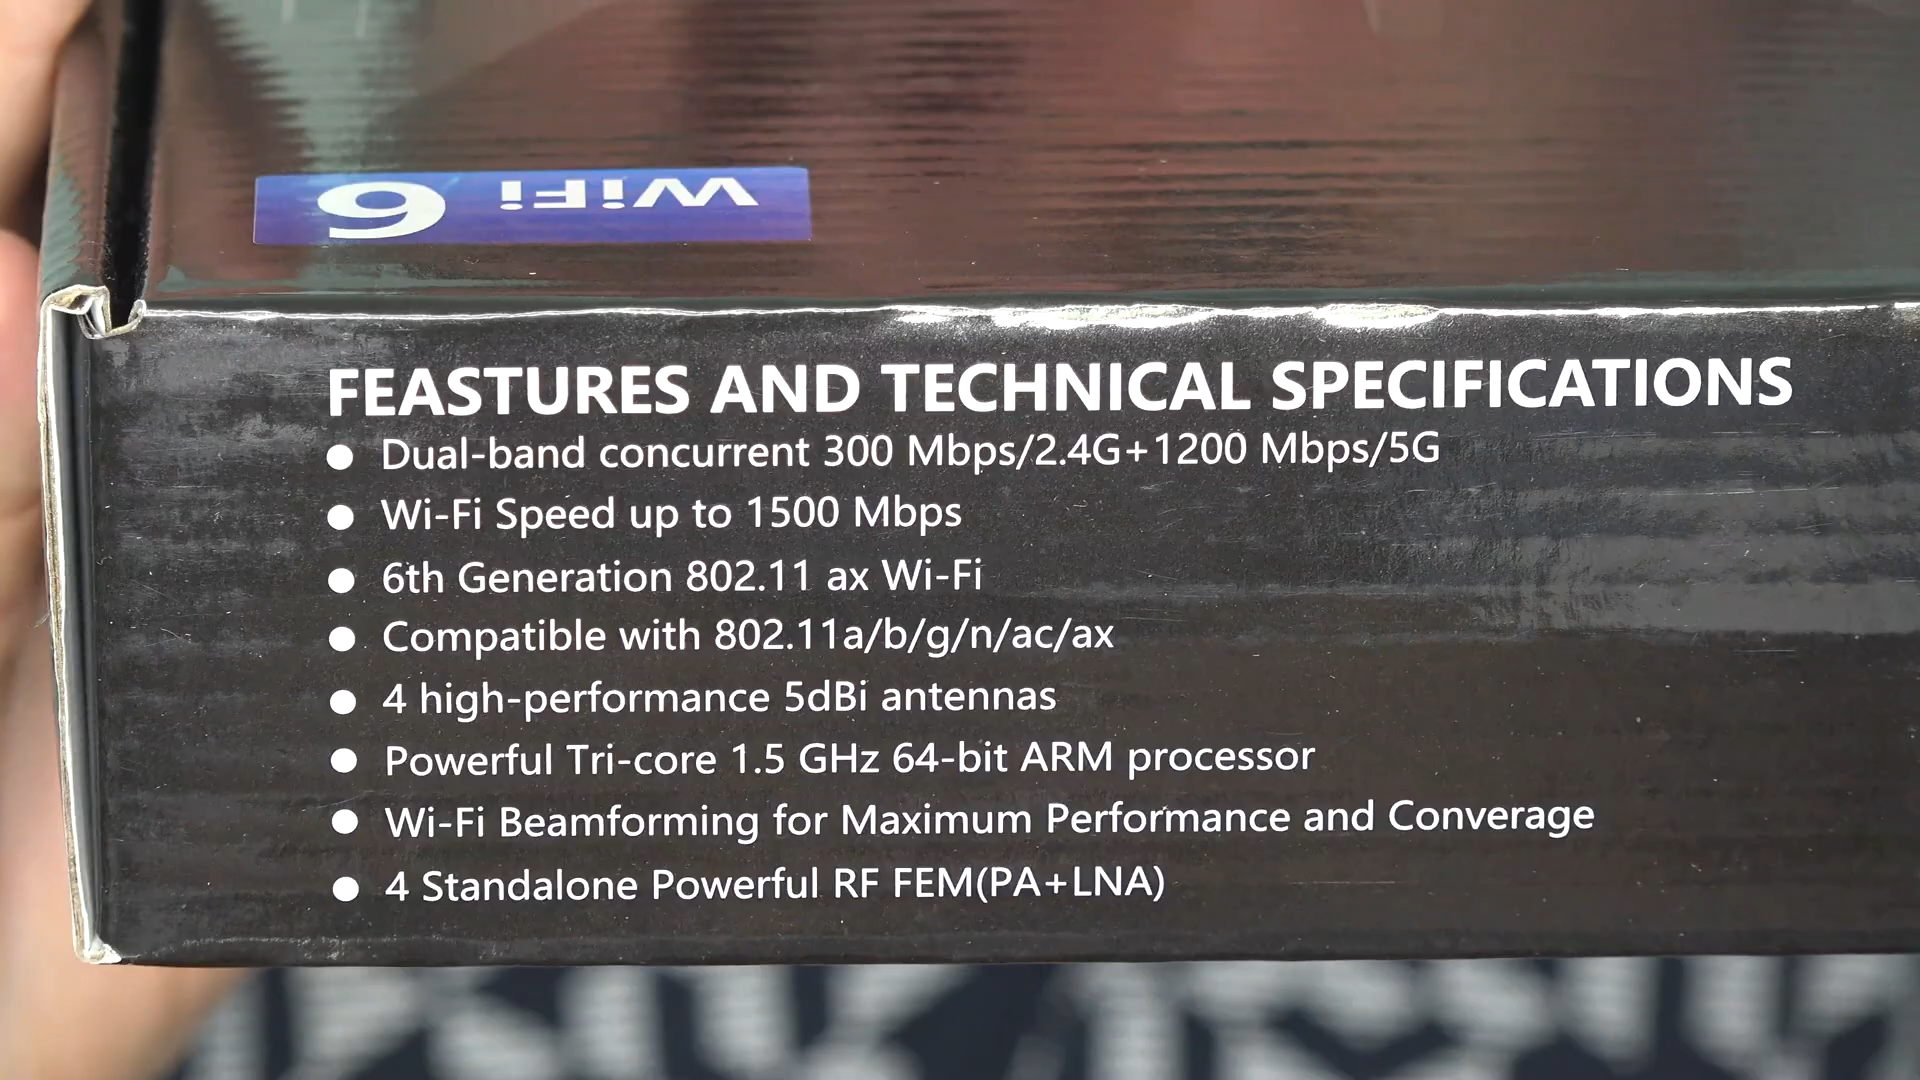 WiFi 6
FEASTURES AND TECHNICAL SPECIFICATIONS
● Dual-band concurrent 300 Mbps/2.4G+1200 Mbps/5G
● Wi-Fi Speed up to 1500 Mbps
● 6th Generation 802.11 ax Wi-Fi
● Compatible with 802.11a/b/g/n/ac/ax
● 4 high-performance 5dBi antennas
● Powerful Tri-core 1.5 GHz 64-bit ARM processor
● Wi-Fi Beamforming for Maximum Performance and Converage
● 4 Standalone Powerful RF FEM(PA+LNA)